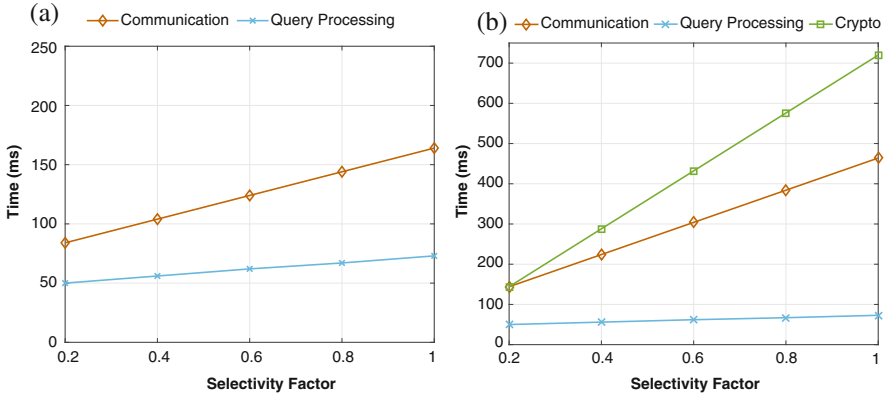 (a)
Communication Query Processing
250
200
150
100
50
0
0.2 0.4 0.6 0.8 1
Time (ms)
Selectivity Factor
(b)
Communication Query Processing Crypto
700
600
500
400
300
200
100
0
0.2 0.4 0.6 0.8 1
Time (ms)
Selectivity Factor